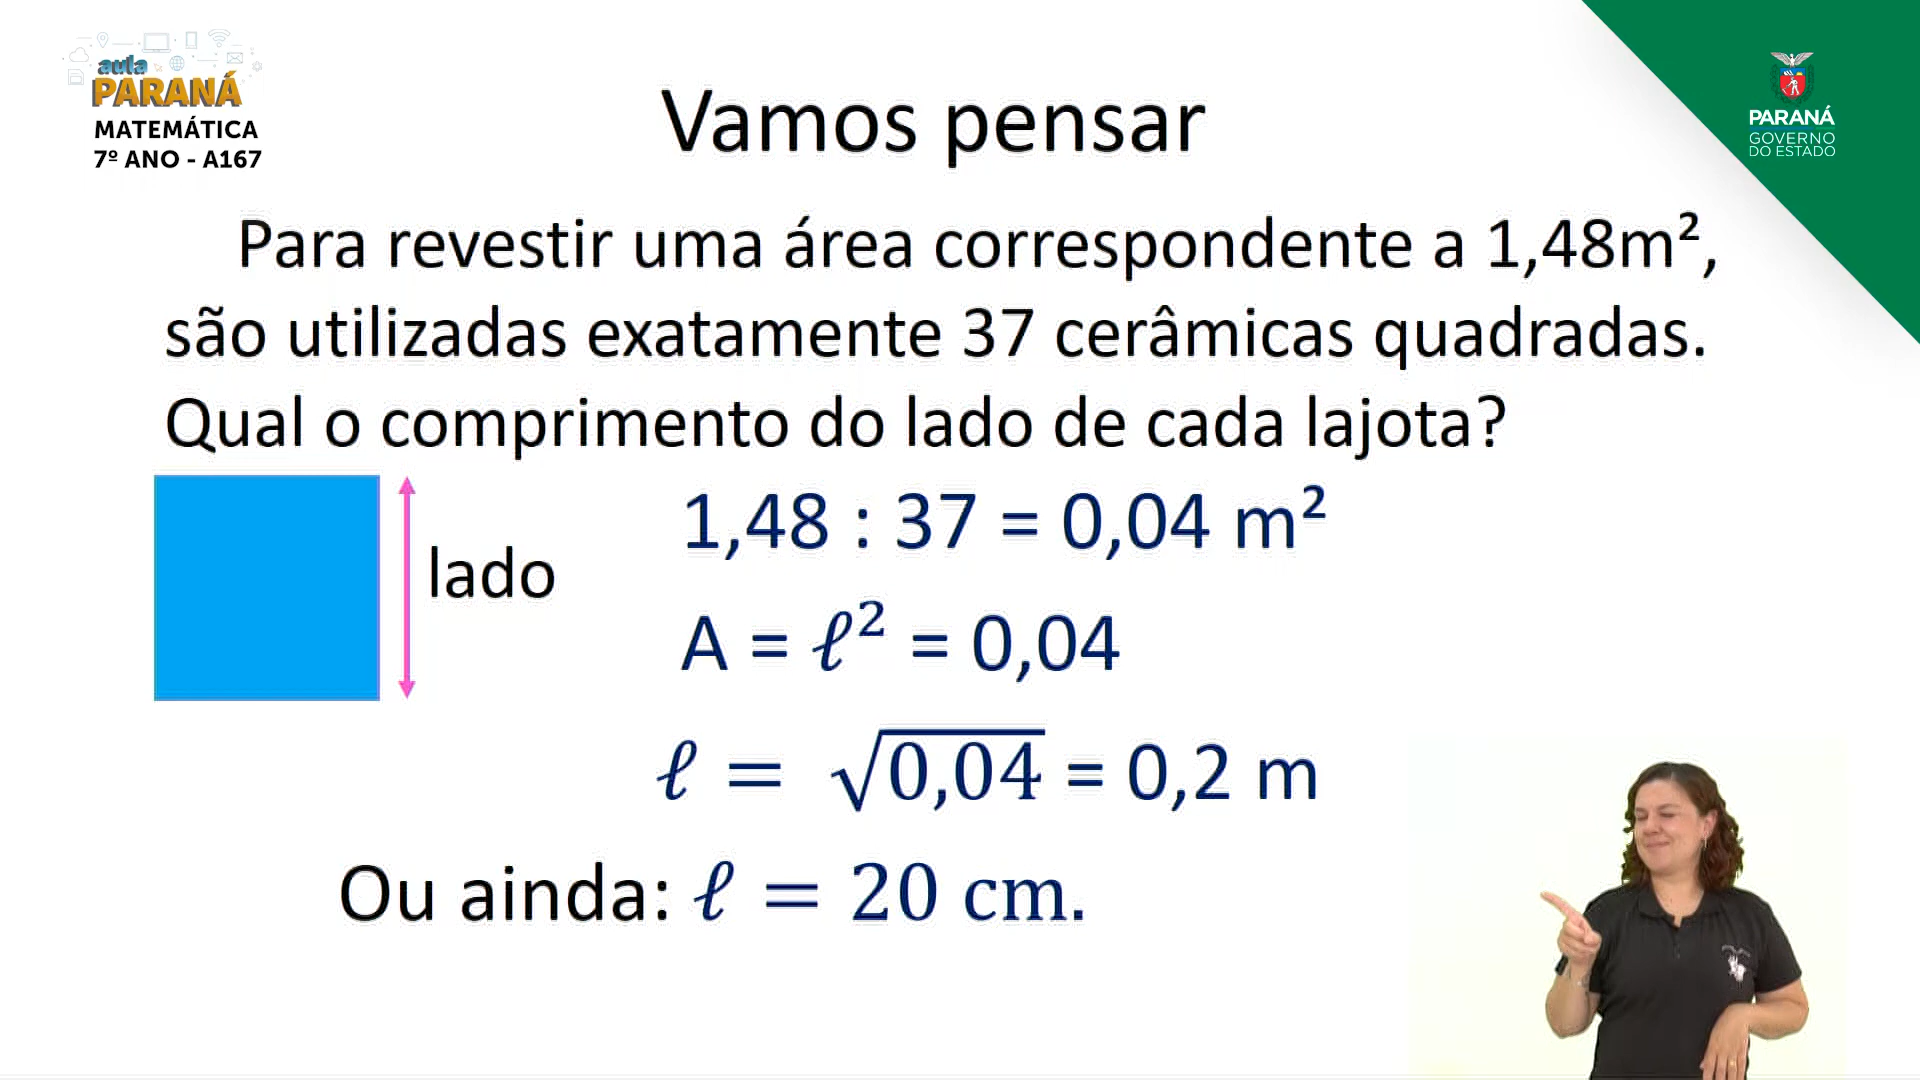 aula
PARANÁ
MATEMÁTICA
7º ANO - A167
PARANÁ
GOVERNO
DO ESTADO
Vamos pensar
Para revestir uma área correspondente a 1,48m²,
são utilizadas exatamente 37 cerâmicas quadradas.
Qual o comprimento do lado de cada lajota?
lado
1,48 : 37 = 0,04 m²
A = ℓ² = 0,04
ℓ = √0,04 = 0,2 m
Ou ainda: ℓ = 20 cm.